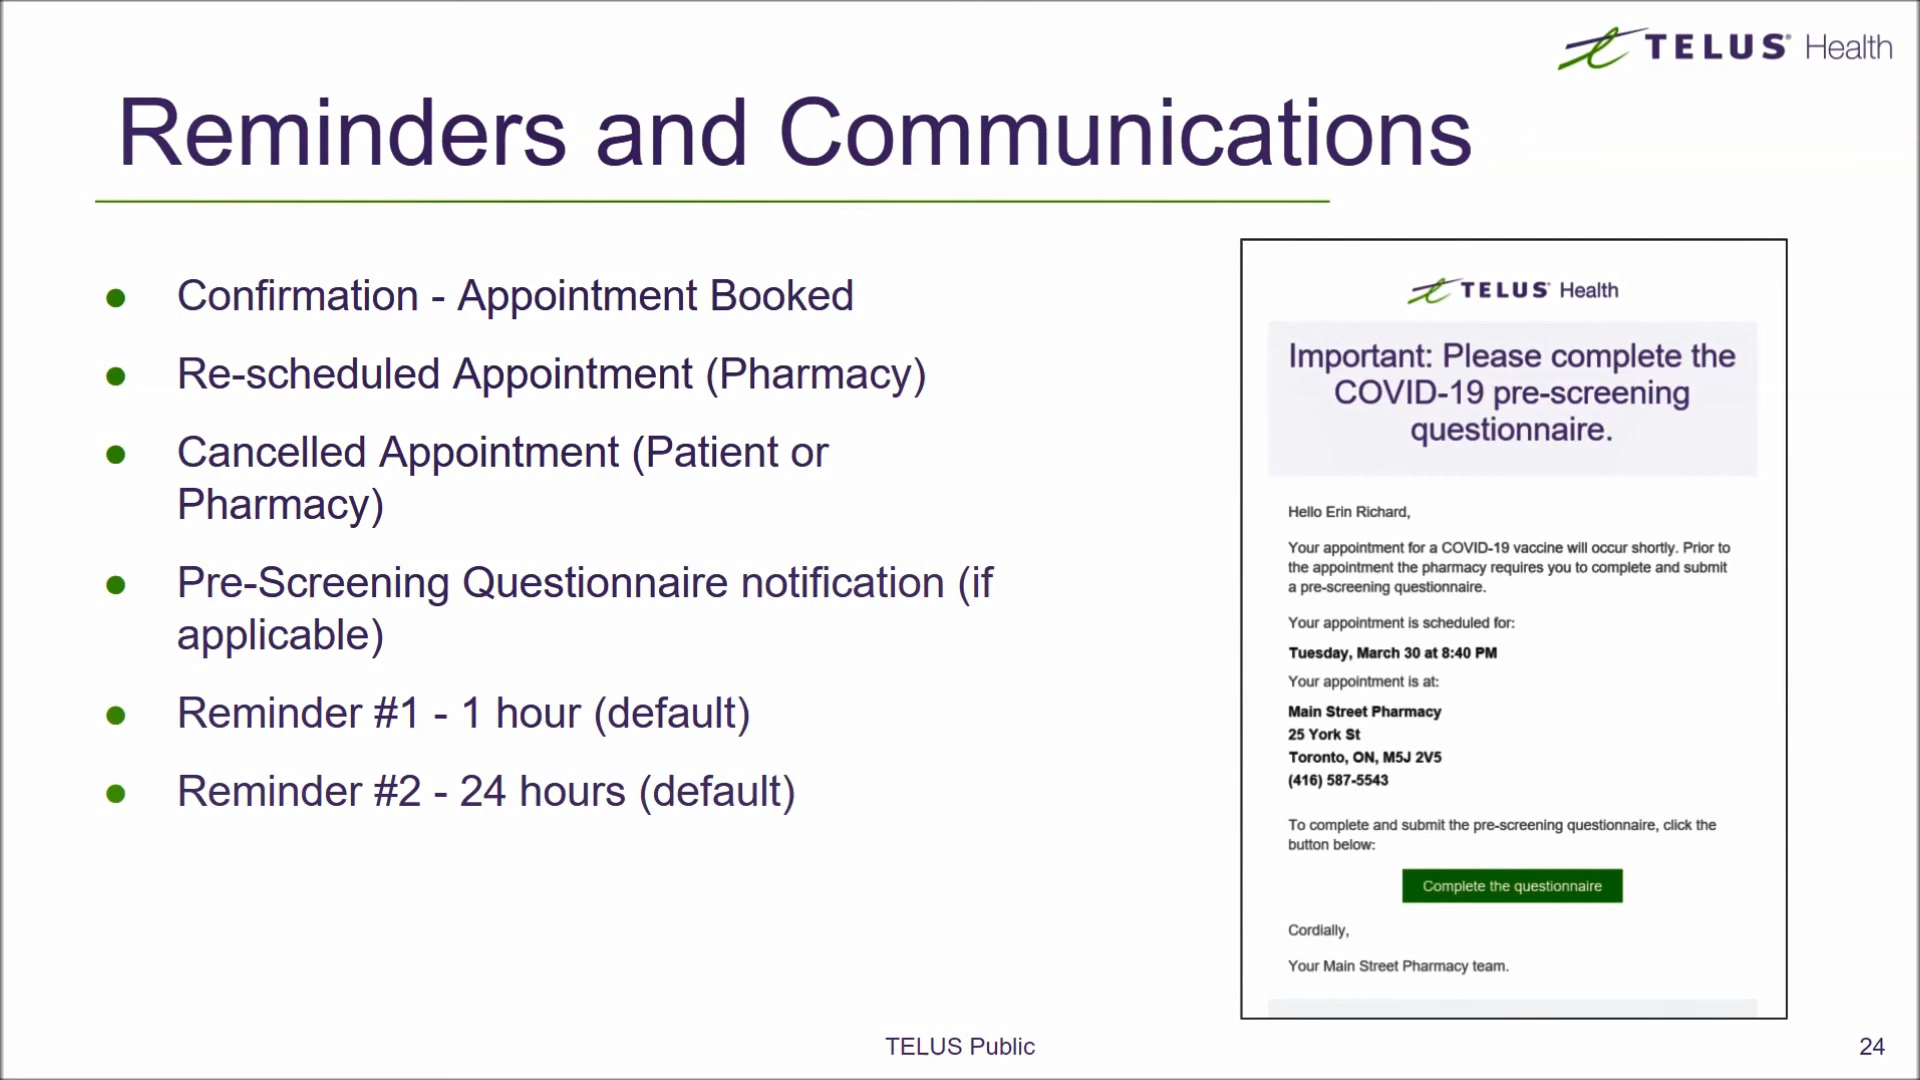 TELUS Health
Reminders and Communications
● Confirmation - Appointment Booked
● Re-scheduled Appointment (Pharmacy)
● Cancelled Appointment (Patient or
Pharmacy)
● Pre-Screening Questionnaire notification (if
applicable)
● Reminder #1 - 1 hour (default)
● Reminder #2 - 24 hours (default)
TELUS Health
Important: Please complete the
COVID-19 pre-screening
questionnaire.
Hello Erin Richard,
Your appointment for a COVID-19 vaccine will occur shortly. Prior to
the appointment the pharmacy requires you to complete and submit
a pre-screening questionnaire.
Your appointment is scheduled for:
Tuesday, March 30 at 8:40 PM
Your appointment is at:
Main Street Pharmacy
25 York St
Toronto, ON, M5J 2V5
(416) 587-5543
To complete and submit the pre-screening questionnaire, click the
button below:
Complete the questionnaire
Cordially,
Your Main Street Pharmacy team.
TELUS Public
24